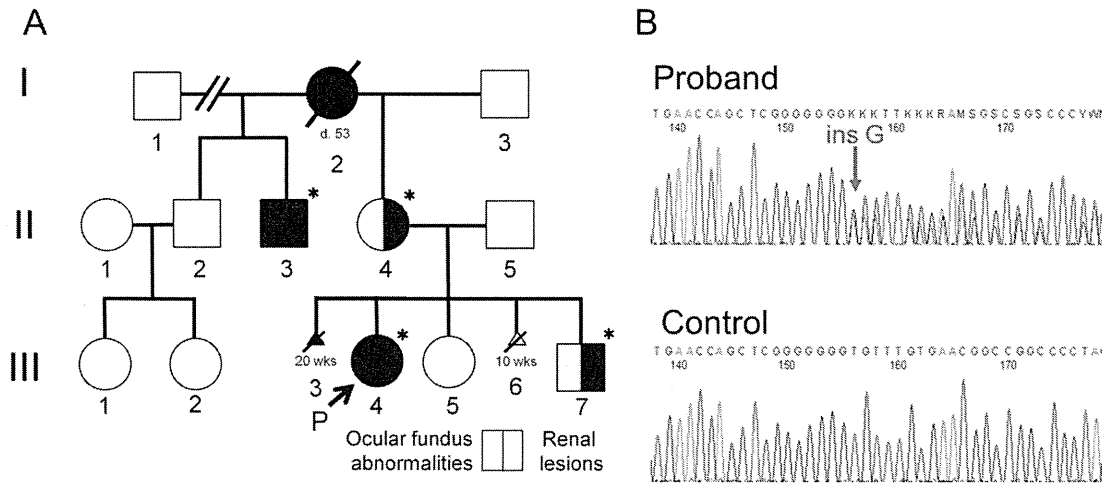 A
B
I
II
III
1
d. 53
2
3
1
2
3
*
4
*
5
1
2
20 wks
3
P
4
*
5
10 wks
6
7
*
Ocular fundus abnormalities
Renal lesions
Proband
TGAACCAGCTCGGGGGGGKKKTTKKKRAMSGSCSGSCCCYW
140 150 160 170
ins G
Control
TGAACCAGCTCGGGGGGGTGTTTGTGAACGGCCGGCCCCTA
140 150 160 170